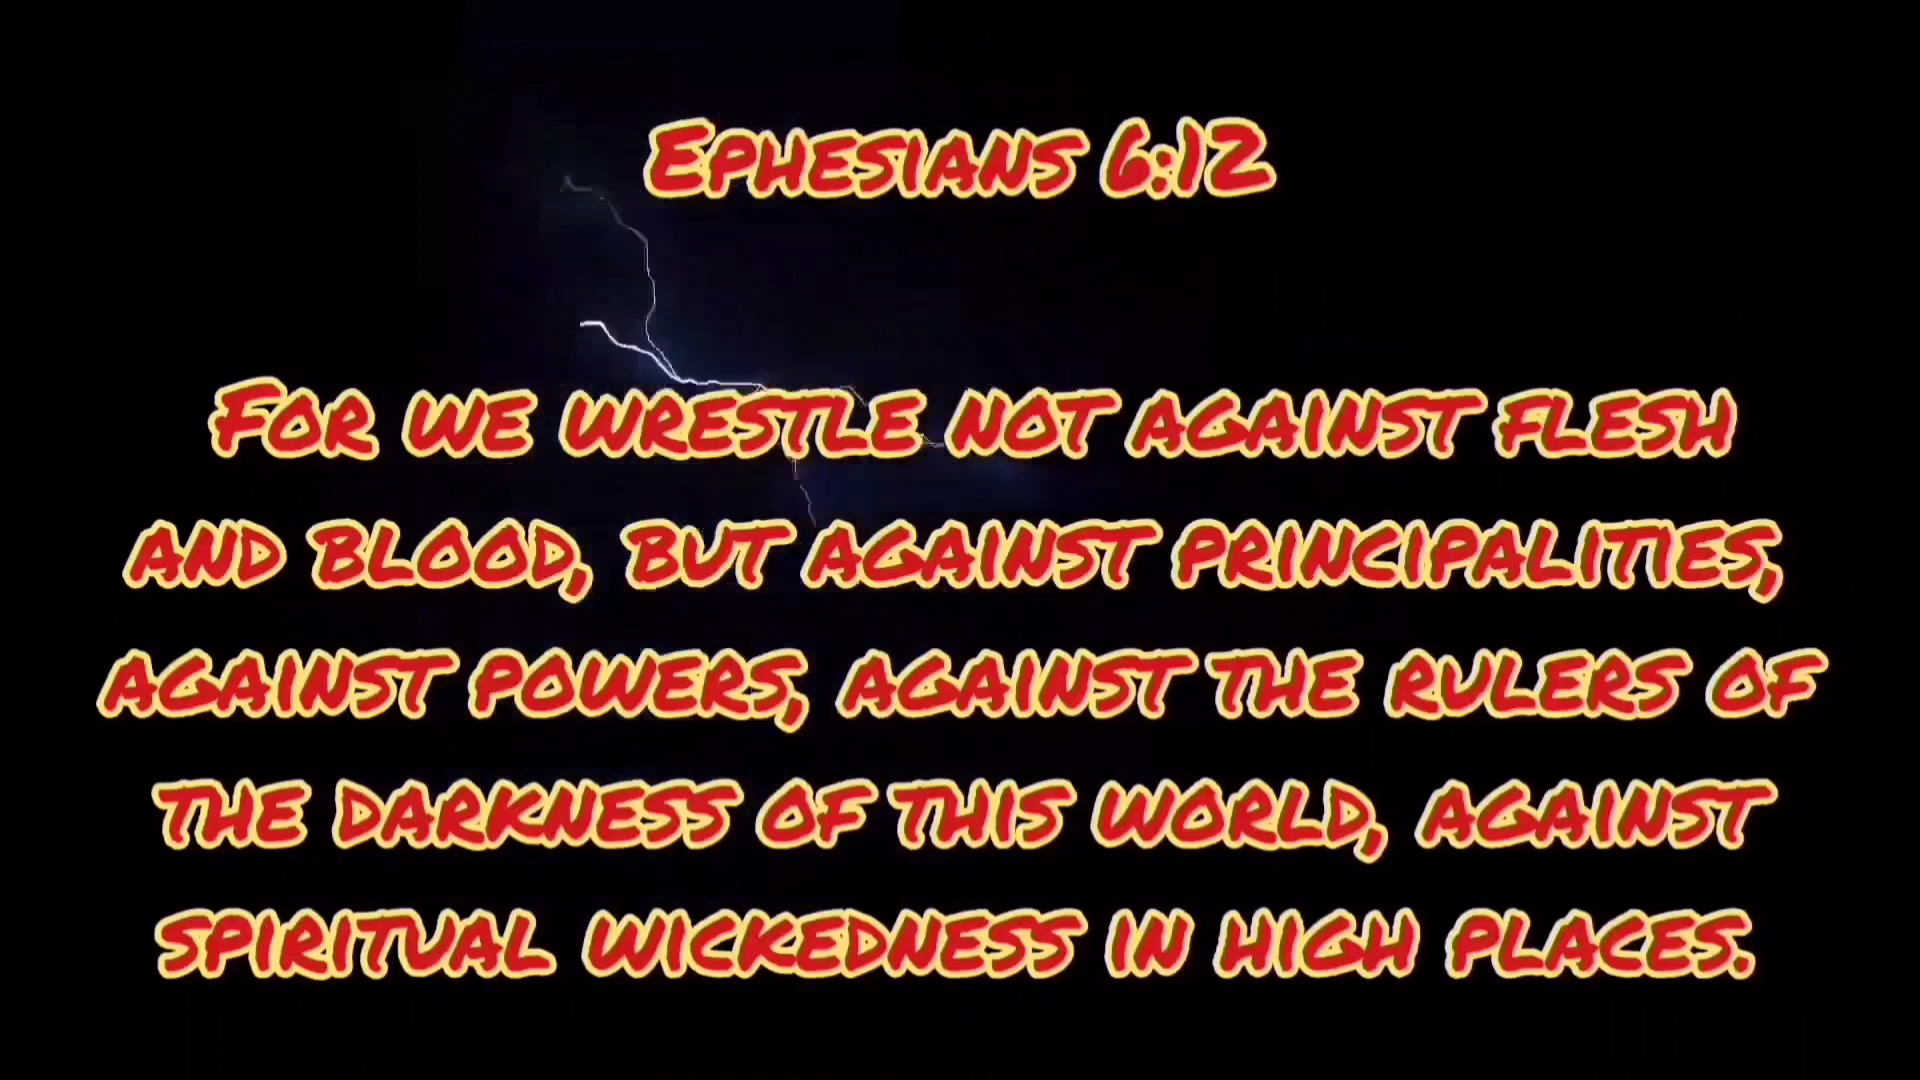 Ephesians 6:12
For we wrestle not against flesh
and blood, but against principalities,
against powers, against the rulers of
the darkness of this world, against
spiritual wickedness in high places.